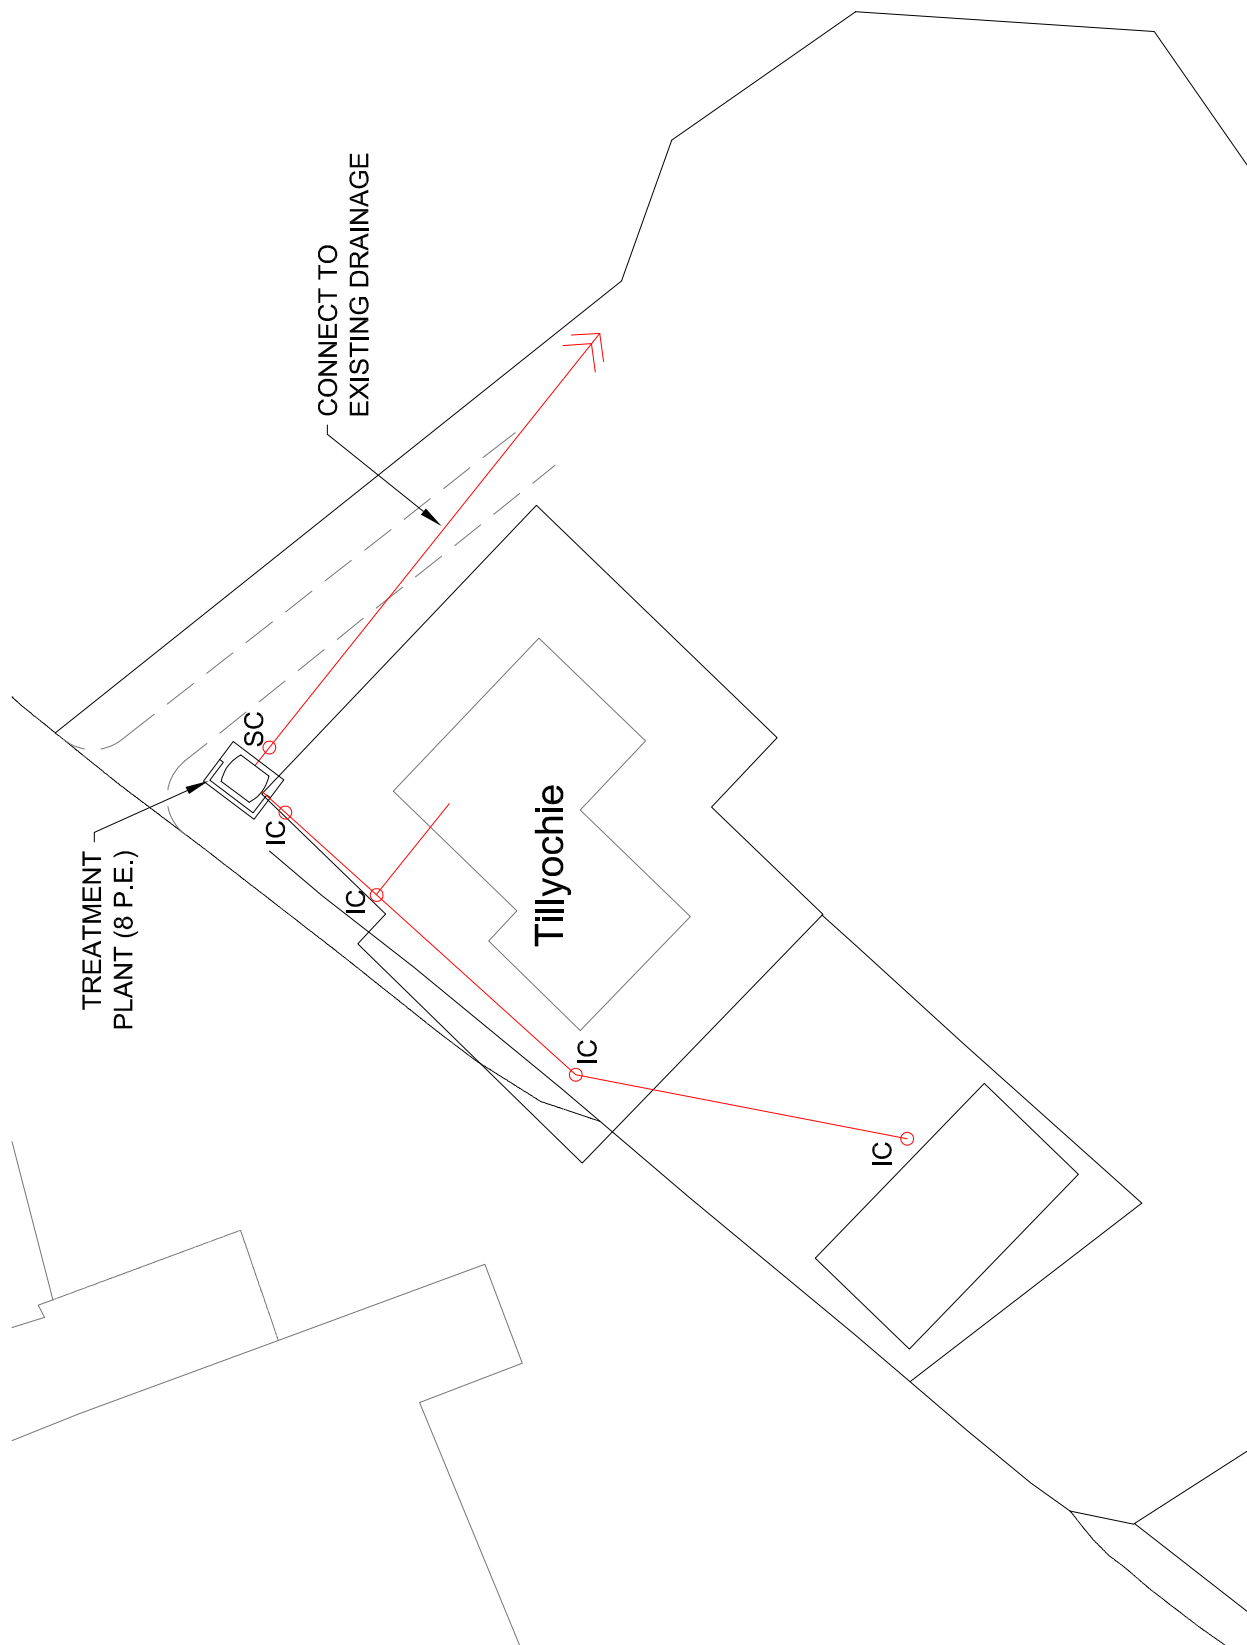 TREATMENT
PLANT (8 P.E.)
SC
IC
CONNECT TO
EXISTING DRAINAGE
IC
Tillyochie
IC
IC